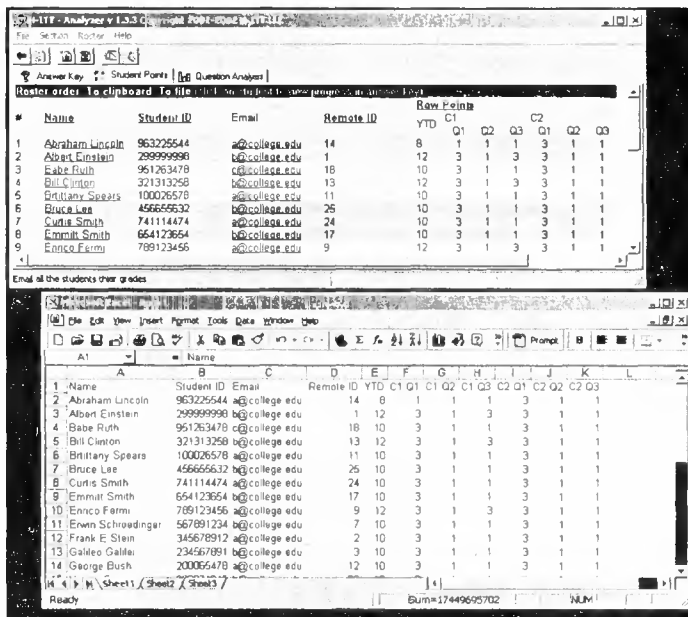 H-ITT - Analyzer v 1.3.3 Copyright 2001-2002
File Section Roster Help
Answer Key Student Points Question Analysis
Roster order. To clipboard. To file (click on student to view progress in answer key)
Raw Points
# Name Student ID Email Remote ID YTD C1 C2
Q1 Q2 Q3 Q1 Q2 Q3
1 Abraham Lincoln 963225544 a@college.edu 14 8 1 1 1 3 1 1
2 Albert Einstein 299999998 b@college.edu 1 12 3 1 3 3 1 1
3 Babe Ruth 951263478 c@college.edu 18 10 3 1 1 3 1 1
4 Bill Clinton 321313258 b@college.edu 13 12 3 1 3 3 1 1
5 Brittany Spears 100026578 a@college.edu 11 10 3 1 1 3 1 1
6 Bruce Lee 456655632 b@college.edu 25 10 3 1 1 3 1 1
7 Curtis Smith 741114474 a@college.edu 24 10 3 1 1 3 1 1
8 Emmitt Smith 654123654 b@college.edu 17 10 3 1 1 3 1 1
9 Enrico Fermi 789123456 a@college.edu 9 12 3 1 3 3 1 1
Email all the students their grades
File Edit View Insert Format Tools Data Window Help
Prompt B
A1 = Name
A B C D E F G H I J K L
1 Name Student ID Email Remote ID YTD C1 Q1 C1 Q2 C1 Q3 C2 Q1 C2 Q2 C2 Q3
2 Abraham Lincoln 963225544 a@college.edu 14 8 1 1 1 3 1 1
3 Albert Einstein 299999998 b@college.edu 1 12 3 1 3 3 1 1
4 Babe Ruth 951263478 c@college.edu 18 10 3 1 1 3 1 1
5 Bill Clinton 321313258 b@college.edu 13 12 3 1 3 3 1 1
6 Brittany Spears 100026578 a@college.edu 11 10 3 1 1 3 1 1
7 Bruce Lee 456655632 b@college.edu 25 10 3 1 1 3 1 1
8 Curtis Smith 741114474 a@college.edu 24 10 3 1 1 3 1 1
9 Emmitt Smith 654123654 b@college.edu 17 10 3 1 1 3 1 1
10 Enrico Fermi 789123456 a@college.edu 9 12 3 1 3 3 1 1
11 Erwin Schroedinger 567891234 b@college.edu 7 10 3 1 1 3 1 1
12 Frank E Stein 345678912 a@college.edu 2 10 3 1 1 3 1 1
13 Galileo Galilei 234567891 b@college.edu 3 10 3 1 1 3 1 1
14 George Bush 200065478 a@college.edu 12 10 3 1 1 3 1 1
Sheet1 Sheet2 Sheet3
Ready Sum=17449695702 NUM